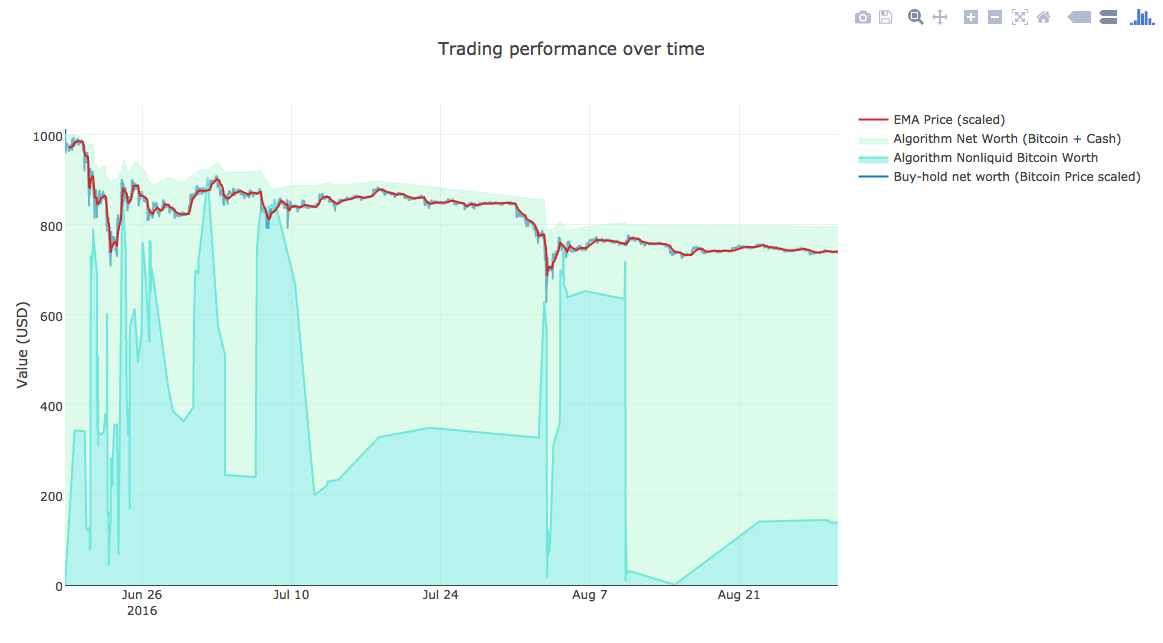 Trading performance over time
EMA Price (scaled)
Algorithm Net Worth (Bitcoin + Cash)
Algorithm Nonliquid Bitcoin Worth
Buy-hold net worth (Bitcoin Price scaled)
Value (USD)
1000
800
600
400
200
0
Jun 26
2016
Jul 10
Jul 24
Aug 7
Aug 21